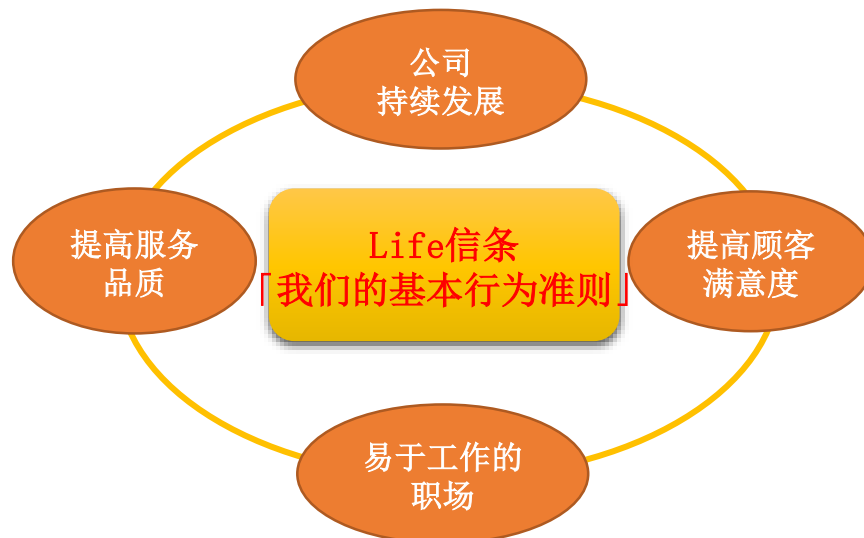 公司
持续发展
提高服务
品质
Life信条
「我们的基本行为准则」
提高顾客
满意度
易于工作的
职场